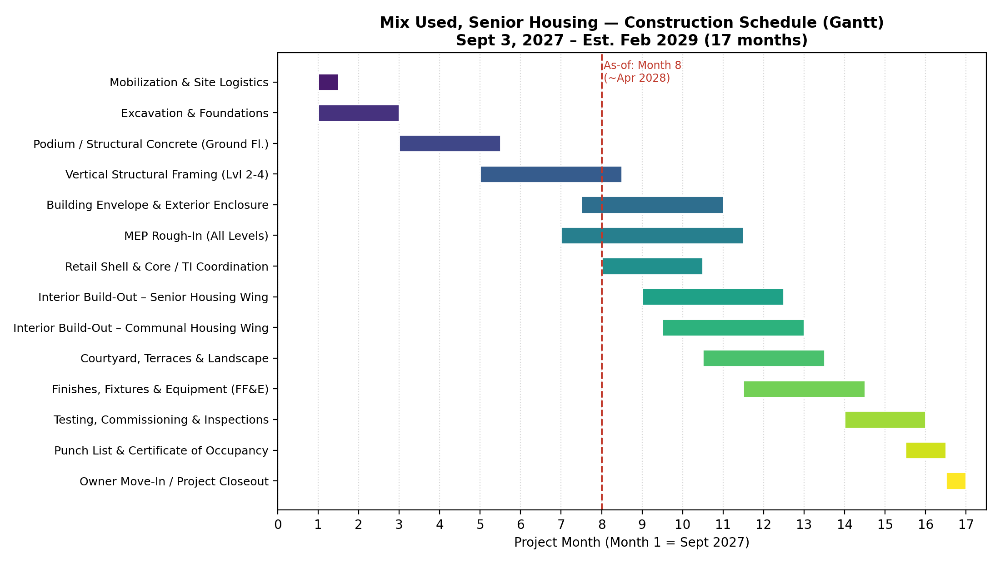 Mix Used, Senior Housing — Construction Schedule (Gantt)
Sept 3, 2027 – Est. Feb 2029 (17 months)
As-of: Month 8
(~Apr 2028)
Mobilization & Site Logistics
Excavation & Foundations
Podium / Structural Concrete (Ground Fl.)
Vertical Structural Framing (Lvl 2-4)
Building Envelope & Exterior Enclosure
MEP Rough-In (All Levels)
Retail Shell & Core / TI Coordination
Interior Build-Out – Senior Housing Wing
Interior Build-Out – Communal Housing Wing
Courtyard, Terraces & Landscape
Finishes, Fixtures & Equipment (FF&E)
Testing, Commissioning & Inspections
Punch List & Certificate of Occupancy
Owner Move-In / Project Closeout
0 1 2 3 4 5 6 7 8 9 10 11 12 13 14 15 16 17
Project Month (Month 1 = Sept 2027)